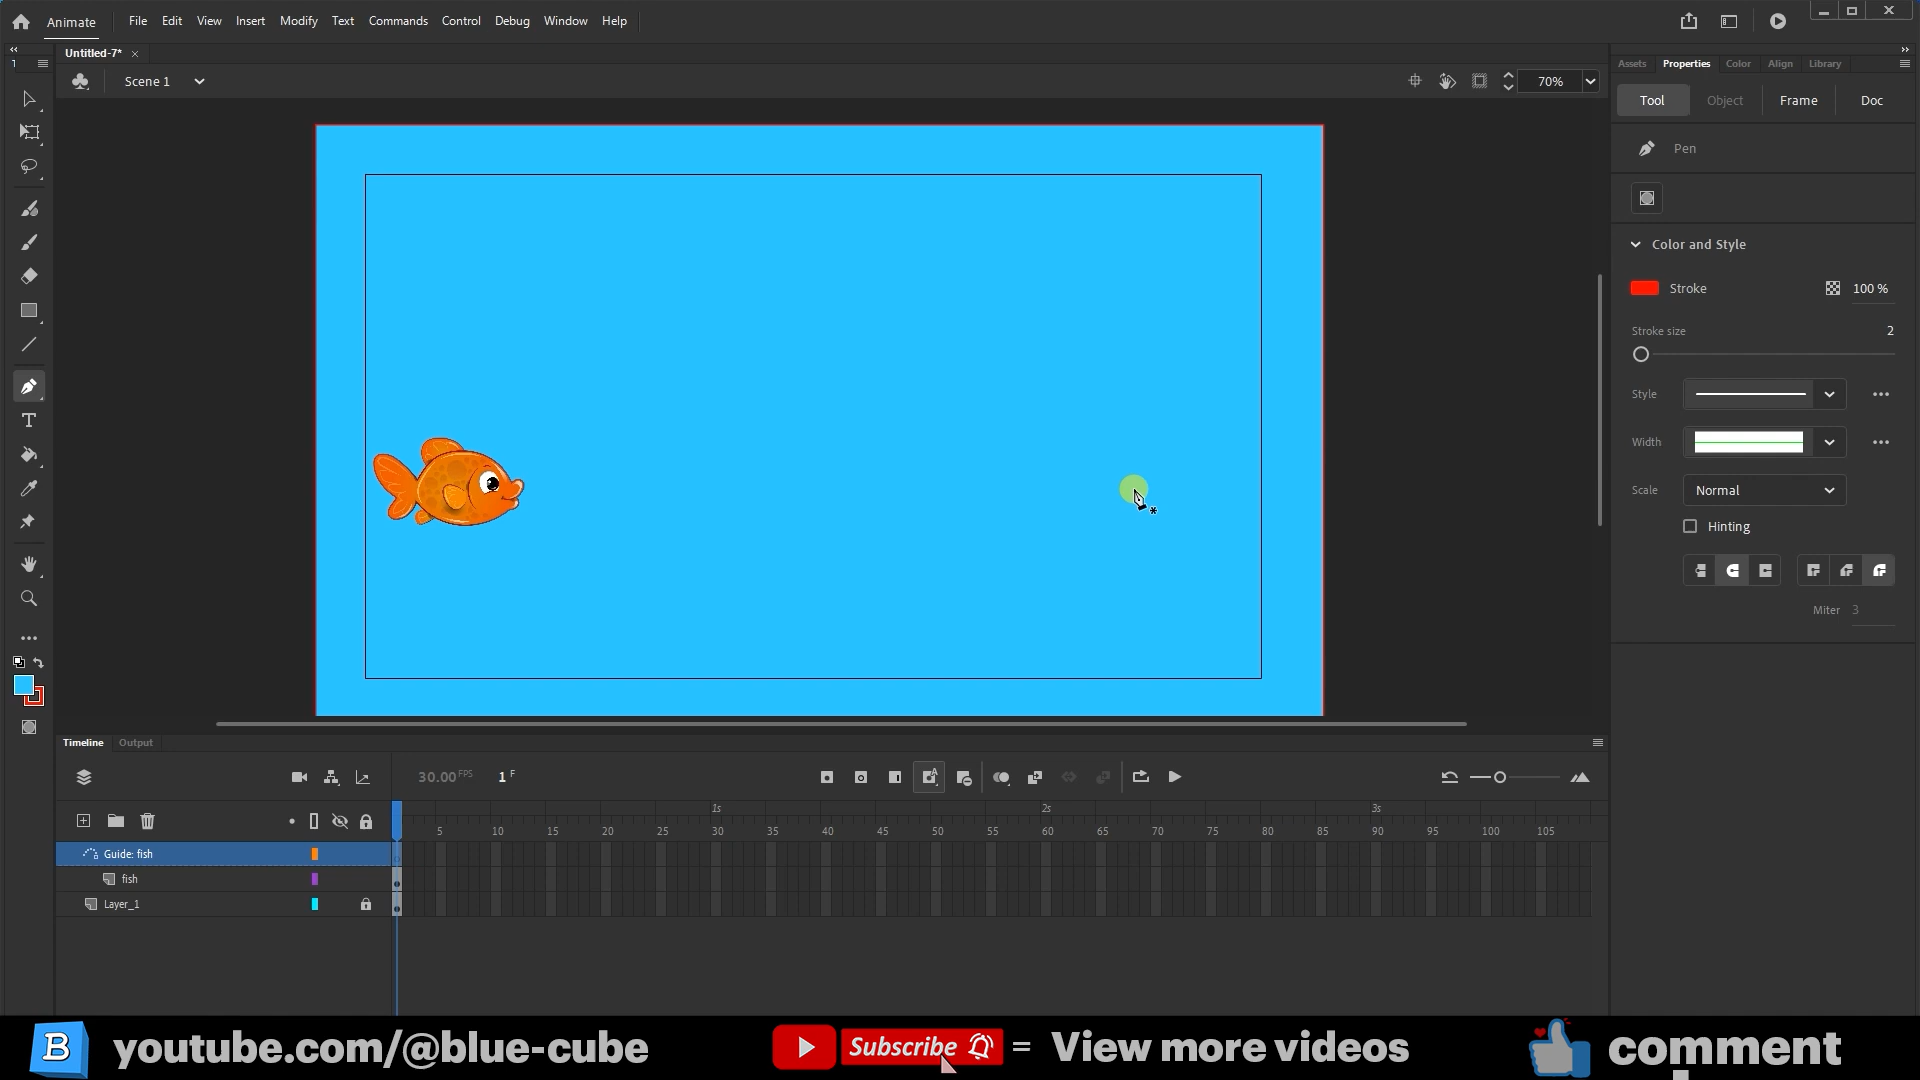 Animate File Edit View Insert Modify Text Commands Control Debug Window Help
Untitled-7*
Scene 1 70%
Assets Properties Color Align Library
Tool Object Frame Doc
Pen
Color and Style
Stroke 100 %
Stroke size 2
Style
Width
Scale Normal
Hinting
Miter 3
T
Timeline Output
30.00 FPS 1 F
1s 2s 3s
5 10 15 20 25 30 35 40 45 50 55 60 65 70 75 80 85 90 95 100 105
Guide: fish
fish
Layer_1
B youtube.com/@blue-cube Subscribe = View more videos comment